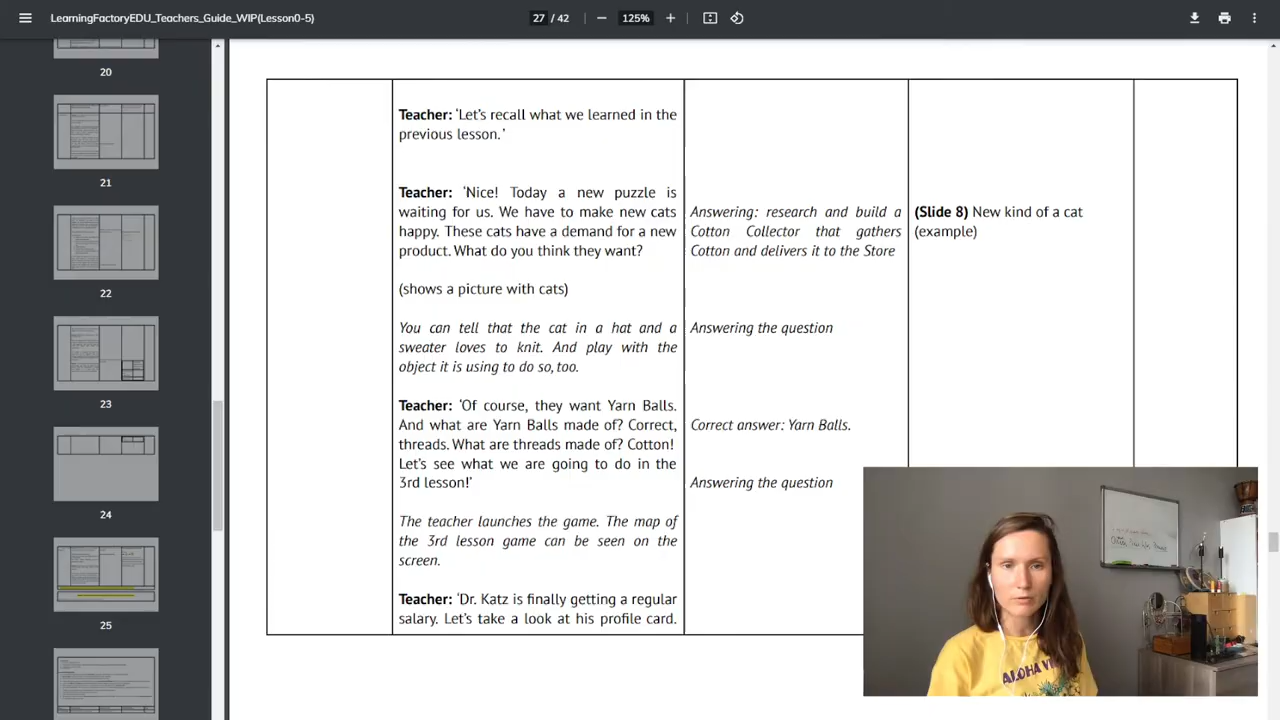 LearningFactoryEDU_Teachers_Guide_WIP(Lesson0-5)
27 / 42
125%
20
21
22
23
24
25
Teacher: ‘Let’s recall what we learned in the
previous lesson.’
Teacher: ‘Nice! Today a new puzzle is
waiting for us. We have to make new cats
happy. These cats have a demand for a new
product. What do you think they want?
(shows a picture with cats)
You can tell that the cat in a hat and a
sweater loves to knit. And play with the
object it is using to do so, too.
Teacher: ‘Of course, they want Yarn Balls.
And what are Yarn Balls made of? Correct,
threads. What are threads made of? Cotton!
Let’s see what we are going to do in the
3rd lesson!’
The teacher launches the game. The map of
the 3rd lesson game can be seen on the
screen.
Teacher: ‘Dr. Katz is finally getting a regular
salary. Let’s take a look at his profile card.
Answering: research and build a
Cotton Collector that gathers
Cotton and delivers it to the Store
Answering the question
Correct answer: Yarn Balls.
Answering the question
(Slide 8) New kind of a cat
(example)